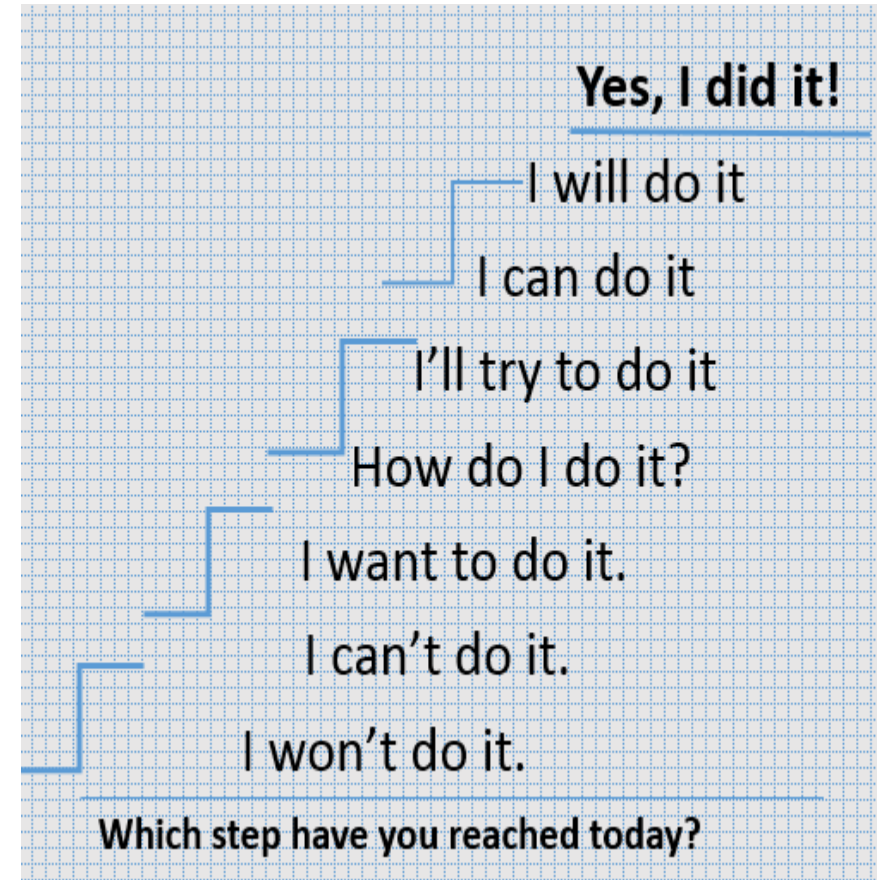 Yes, I did it!
I will do it
I can do it
I’ll try to do it
How do I do it?
I want to do it.
I can’t do it.
I won’t do it.
Which step have you reached today?